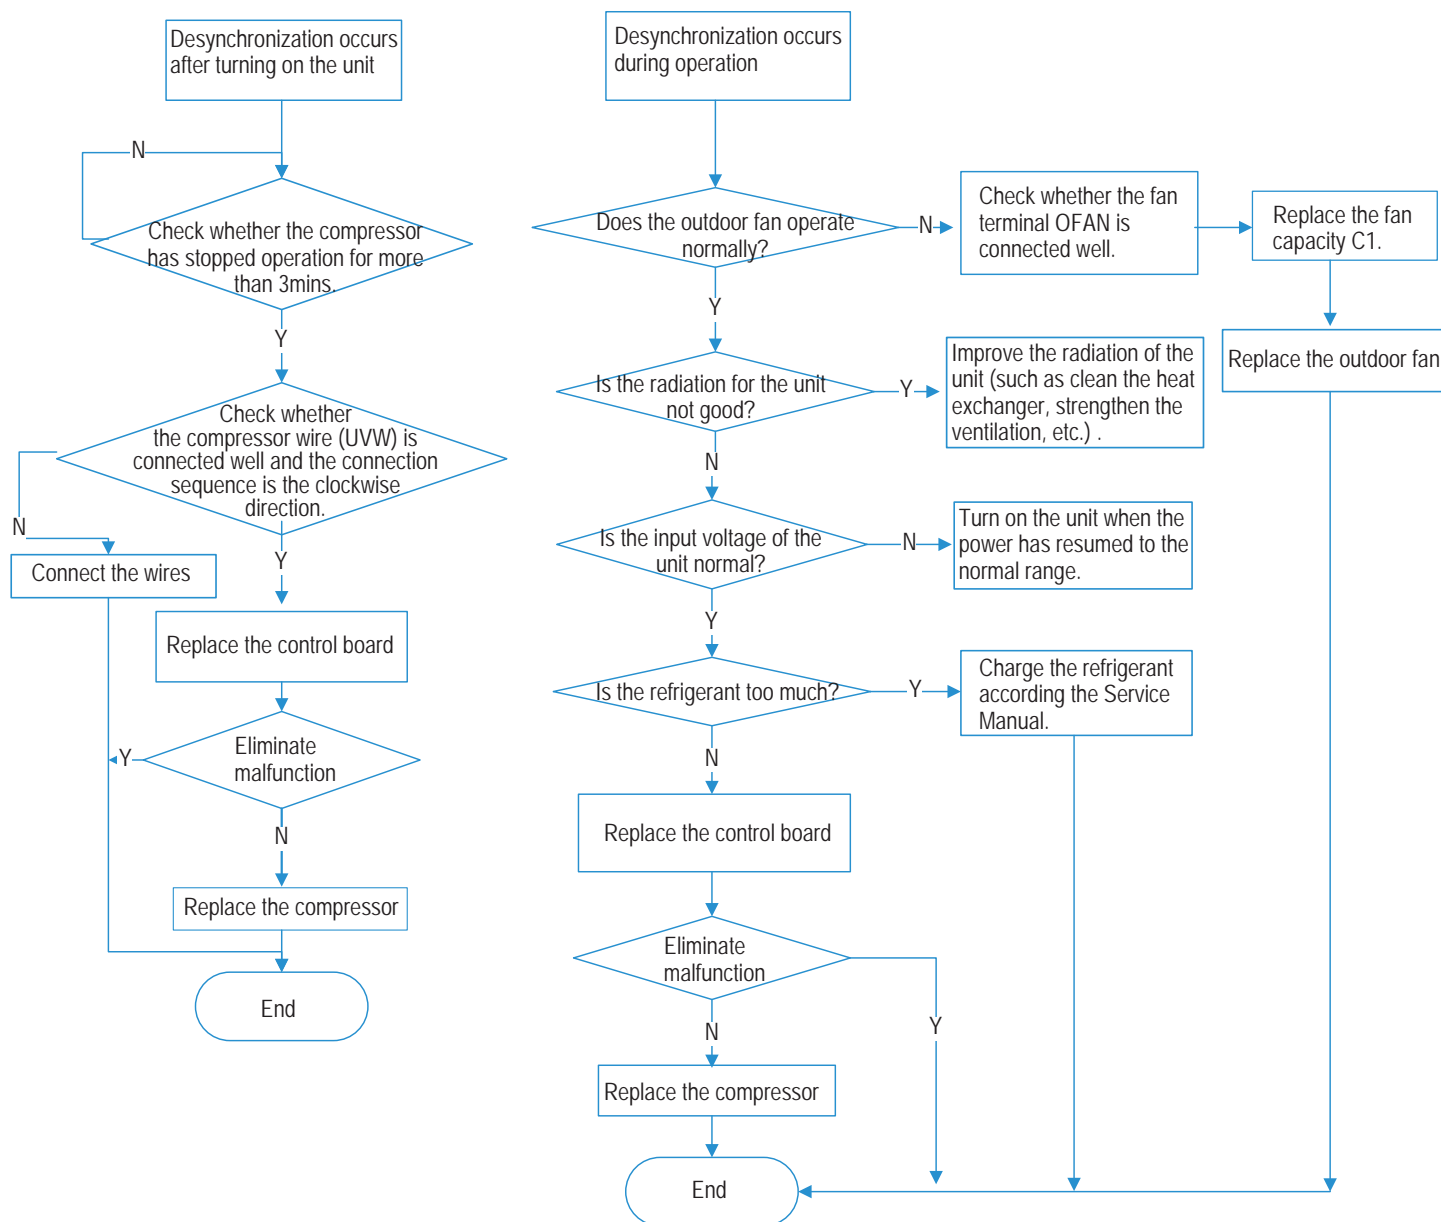 Desynchronization occurs
after turning on the unit
N
Check whether the compressor
has stopped operation for more
than 3mins.
Y
Check whether
the compressor wire (UVW) is
connected well and the connection
sequence is the clockwise
direction.
N
Y
Connect the wires
Replace the control board
Eliminate
malfunction
Y
N
Replace the compressor
End
Desynchronization occurs
during operation
Does the outdoor fan operate
normally?
N
Check whether the fan
terminal OFAN is
connected well.
Replace the fan
capacity C1.
Replace the outdoor fan
Y
Is the radiation for the unit
not good?
Y
Improve the radiation of the
unit (such as clean the heat
exchanger, strengthen the
ventilation, etc.) .
N
Is the input voltage of the
unit normal?
N
Turn on the unit when the
power has resumed to the
normal range.
Y
Is the refrigerant too much?
Y
Charge the refrigerant
according the Service
Manual.
N
Replace the control board
Eliminate
malfunction
Y
N
Replace the compressor
End